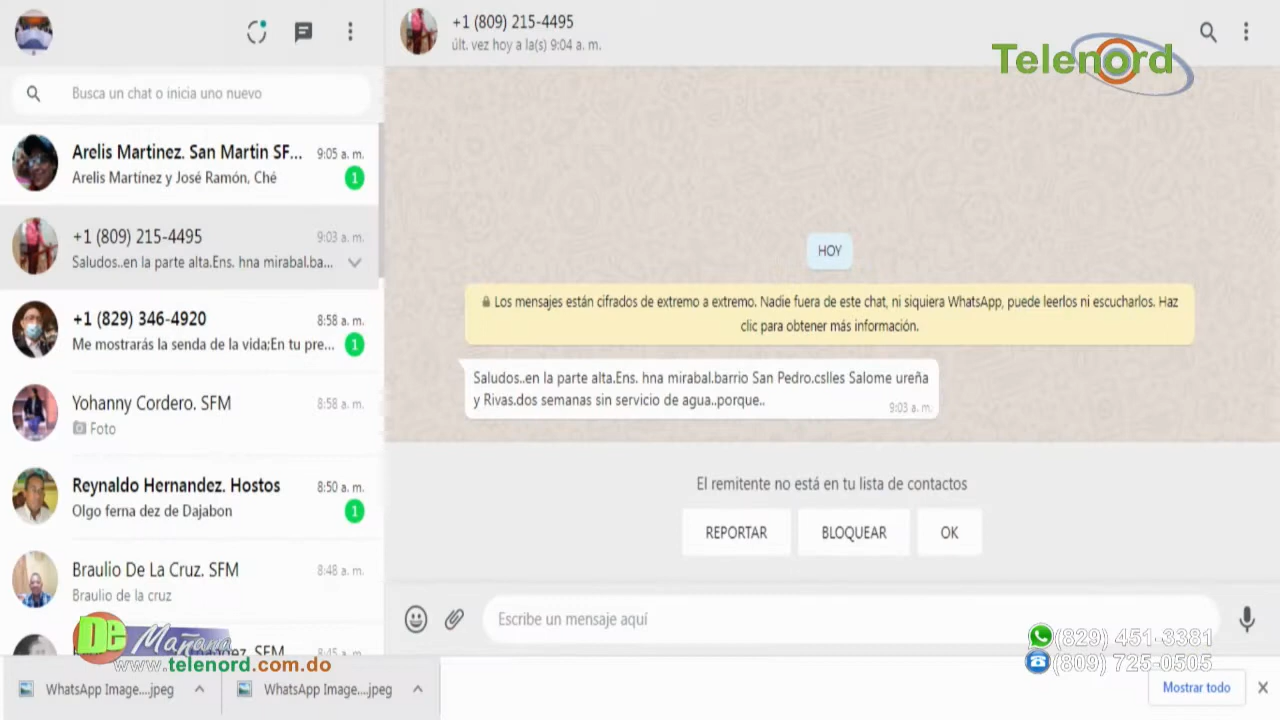 +1 (809) 215-4495
últ. vez hoy a la(s) 9:04 a. m.
Telenord
Busca un chat o inicia uno nuevo
Arelis Martinez. San Martin SF... 9:05 a. m.
Arelis Martínez y José Ramón, Ché 1
+1 (809) 215-4495 9:03 a. m.
Saludos..en la parte alta.Ens. hna mirabal.ba...
+1 (829) 346-4920 8:58 a. m.
Me mostrarás la senda de la vida;En tu pre... 1
Yohanny Cordero. SFM 8:58 a. m.
Foto
Reynaldo Hernandez. Hostos 8:50 a. m.
Olgo ferna dez de Dajabon 1
Braulio De La Cruz. SFM 8:48 a. m.
Braulio de la cruz
SFM 8:45 a. m.
HOY
Los mensajes están cifrados de extremo a extremo. Nadie fuera de este chat, ni siquiera WhatsApp, puede leerlos ni escucharlos. Haz
clic para obtener más información.
Saludos..en la parte alta.Ens. hna mirabal.barrio San Pedro.cslles Salome ureña
y Rivas.dos semanas sin servicio de agua..porque..
9:03 a. m.
El remitente no está en tu lista de contactos
REPORTAR BLOQUEAR OK
Escribe un mensaje aquí
De Mañana
www.telenord.com.do
(829) 451-3381
(809) 725-0505
WhatsApp Image....jpeg WhatsApp Image....jpeg Mostrar todo